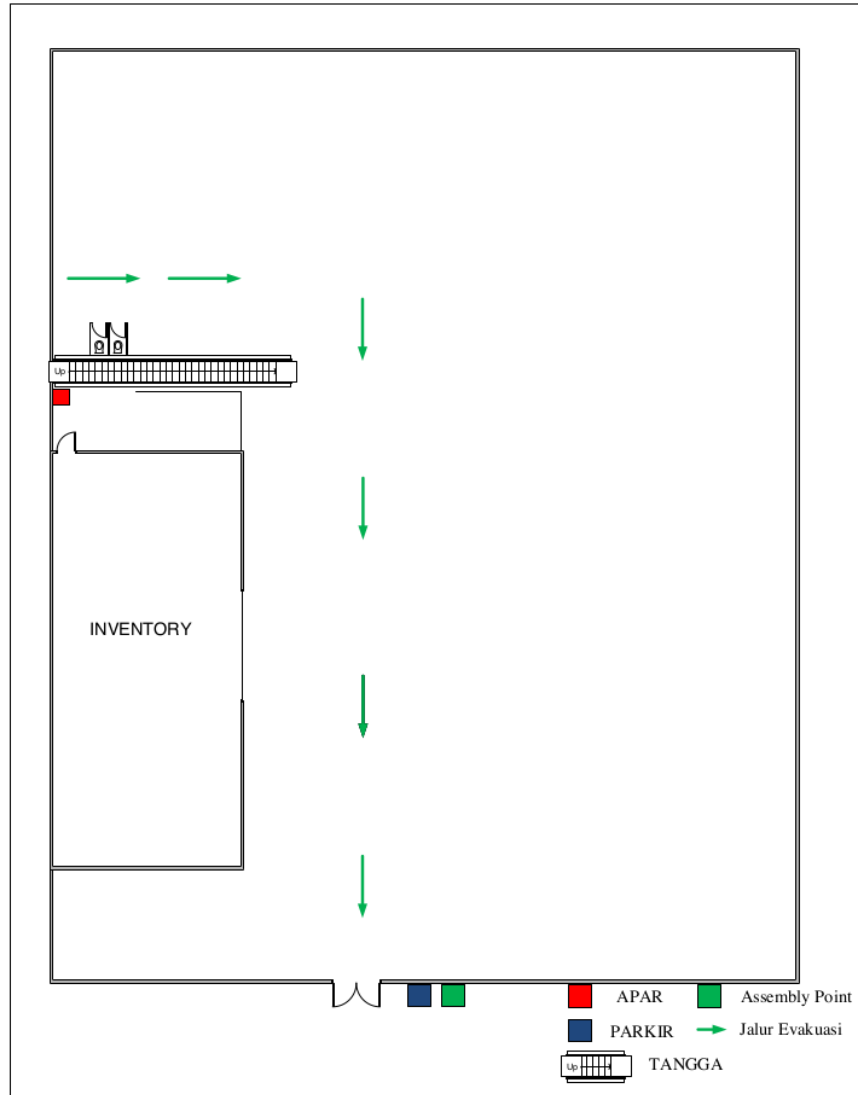 Up
INVENTORY
APAR
Assembly Point
PARKIR
Jalur Evakuasi
Up
TANGGA